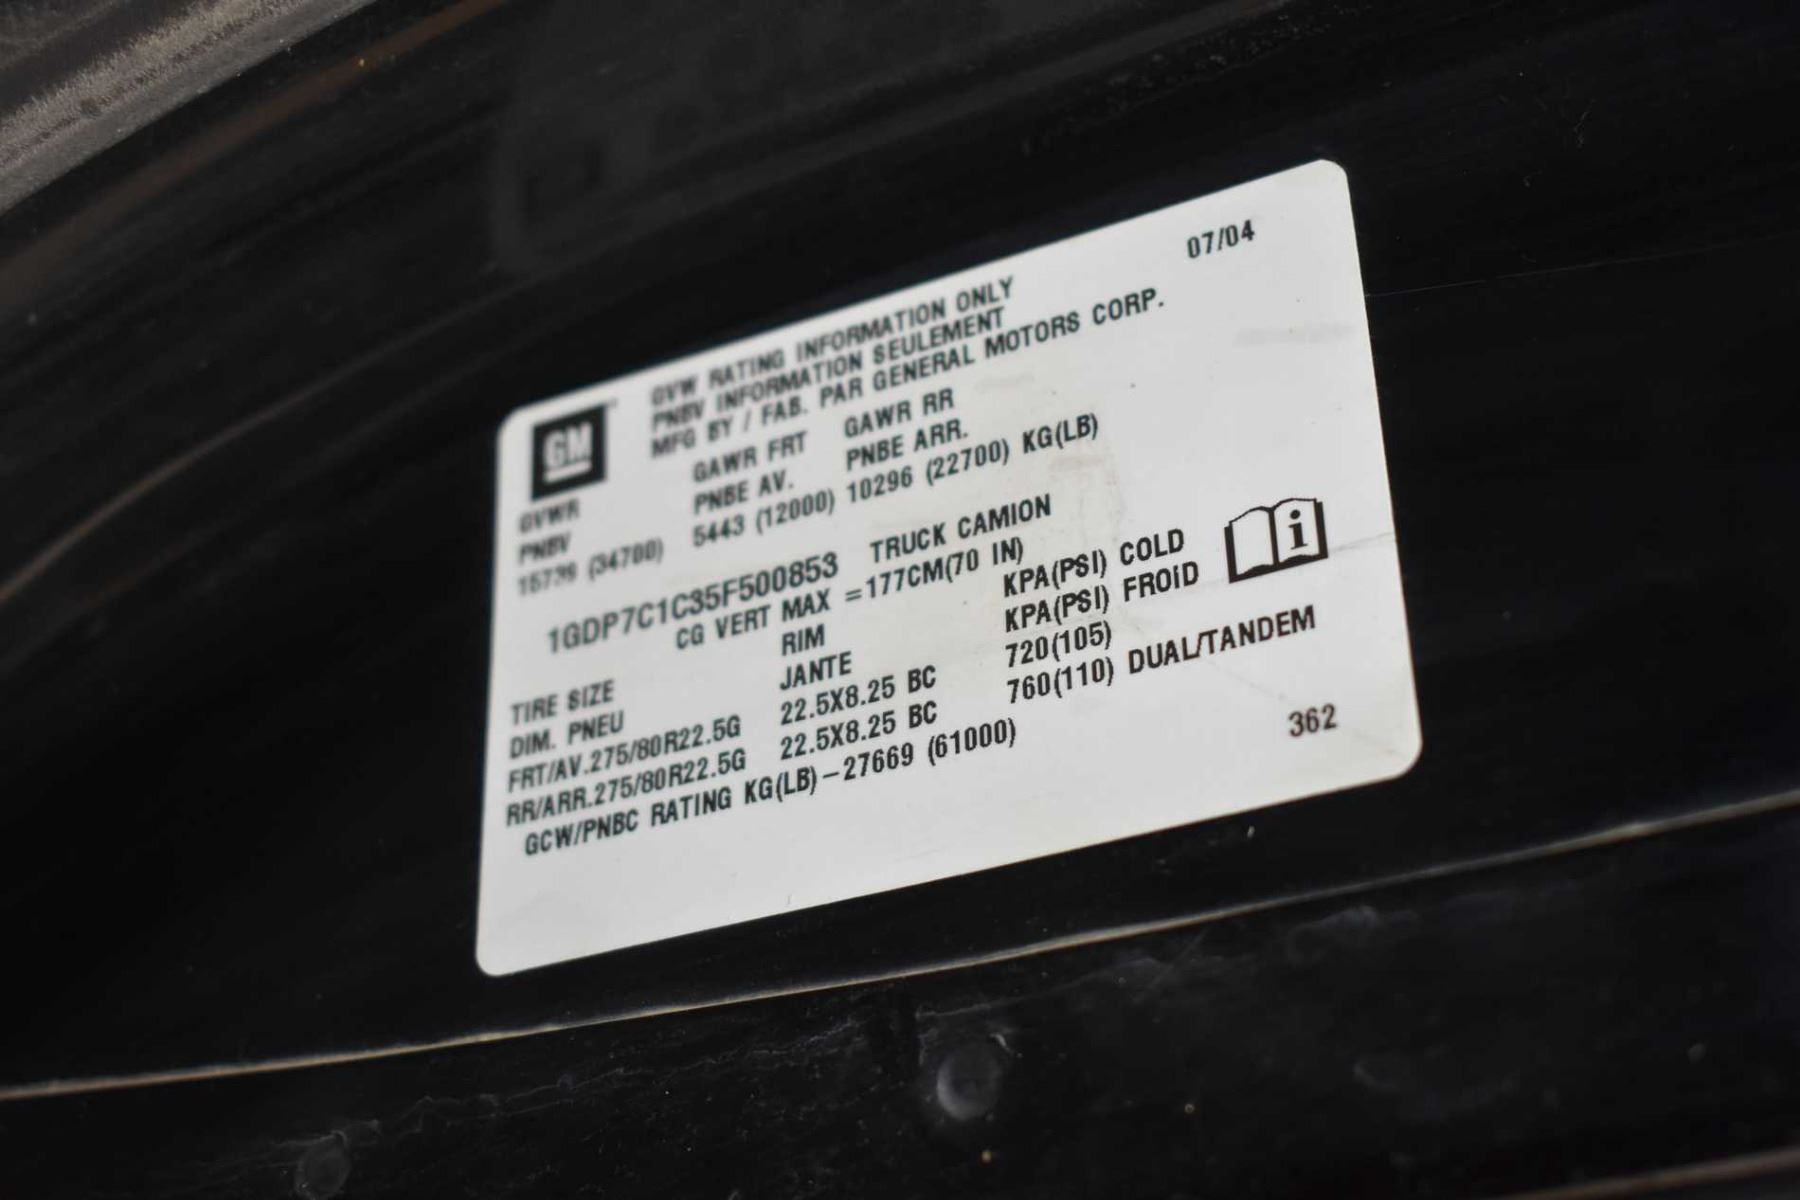 07/04
GVW RATING INFORMATION ONLY
PNBV INFORMATION SEULEMENT
MFG BY / FAB. PAR GENERAL MOTORS CORP.
GM
GVWR GAWR FRT GAWR RR
PNBV PNBE AV. PNBE ARR.
15739 (34700) 5443 (12000) 10296 (22700) KG(LB)
1GDP7C1C35F500853 TRUCK CAMION
CG VERT MAX =177CM(70 IN)
TIRE SIZE RIM KPA(PSI) COLD
DIM. PNEU JANTE KPA(PSI) FROID
FRT/AV.275/80R22.5G 22.5X8.25 BC 720(105)
RR/ARR.275/80R22.5G 22.5X8.25 BC 760(110) DUAL/TANDEM
GCW/PNBC RATING KG(LB)–27669 (61000)
362
i